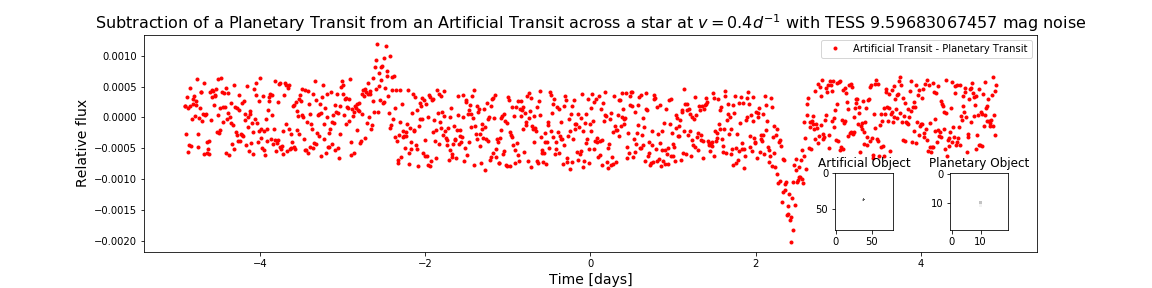 Subtraction of a Planetary Transit from an Artificial Transit across a star at v = 0.4d⁻¹ with TESS 9.59683067457 mag noise
Artificial Transit - Planetary Transit
Relative flux
0.0010
0.0005
0.0000
−0.0005
−0.0010
−0.0015
−0.0020
Artificial Object
0
50
0 50
Planetary Object
0
10
0 10
−4 −2 0 2 4
Time [days]